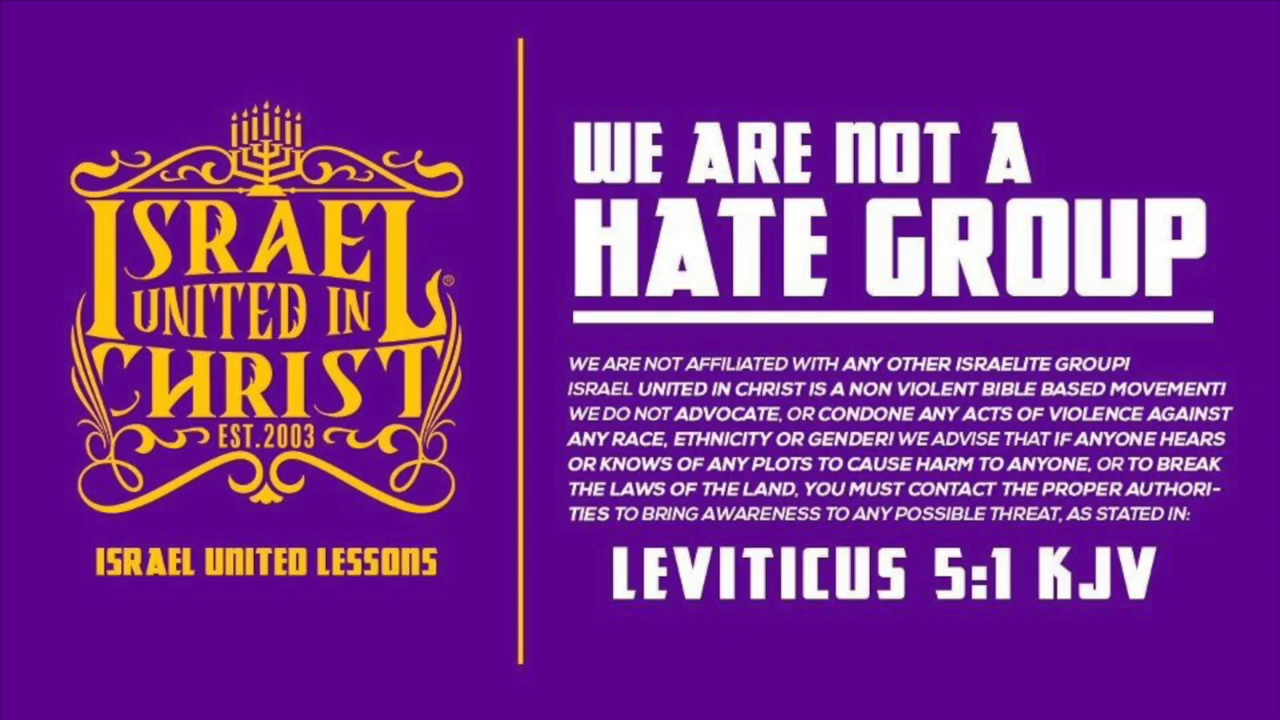 ISRAEL
UNITED IN
CHRIST
EST.2003
®
ISRAEL UNITED LESSONS
WE ARE NOT A
HATE GROUP
WE ARE NOT AFFILIATED WITH ANY OTHER ISRAELITE GROUP!
ISRAEL UNITED IN CHRIST IS A NON VIOLENT BIBLE BASED MOVEMENT!
WE DO NOT ADVOCATE, OR CONDONE ANY ACTS OF VIOLENCE AGAINST
ANY RACE, ETHNICITY OR GENDER! WE ADVISE THAT IF ANYONE HEARS
OR KNOWS OF ANY PLOTS TO CAUSE HARM TO ANYONE, OR TO BREAK
THE LAWS OF THE LAND, YOU MUST CONTACT THE PROPER AUTHORI-
TIES TO BRING AWARENESS TO ANY POSSIBLE THREAT, AS STATED IN:
LEVITICUS 5:1 KJV